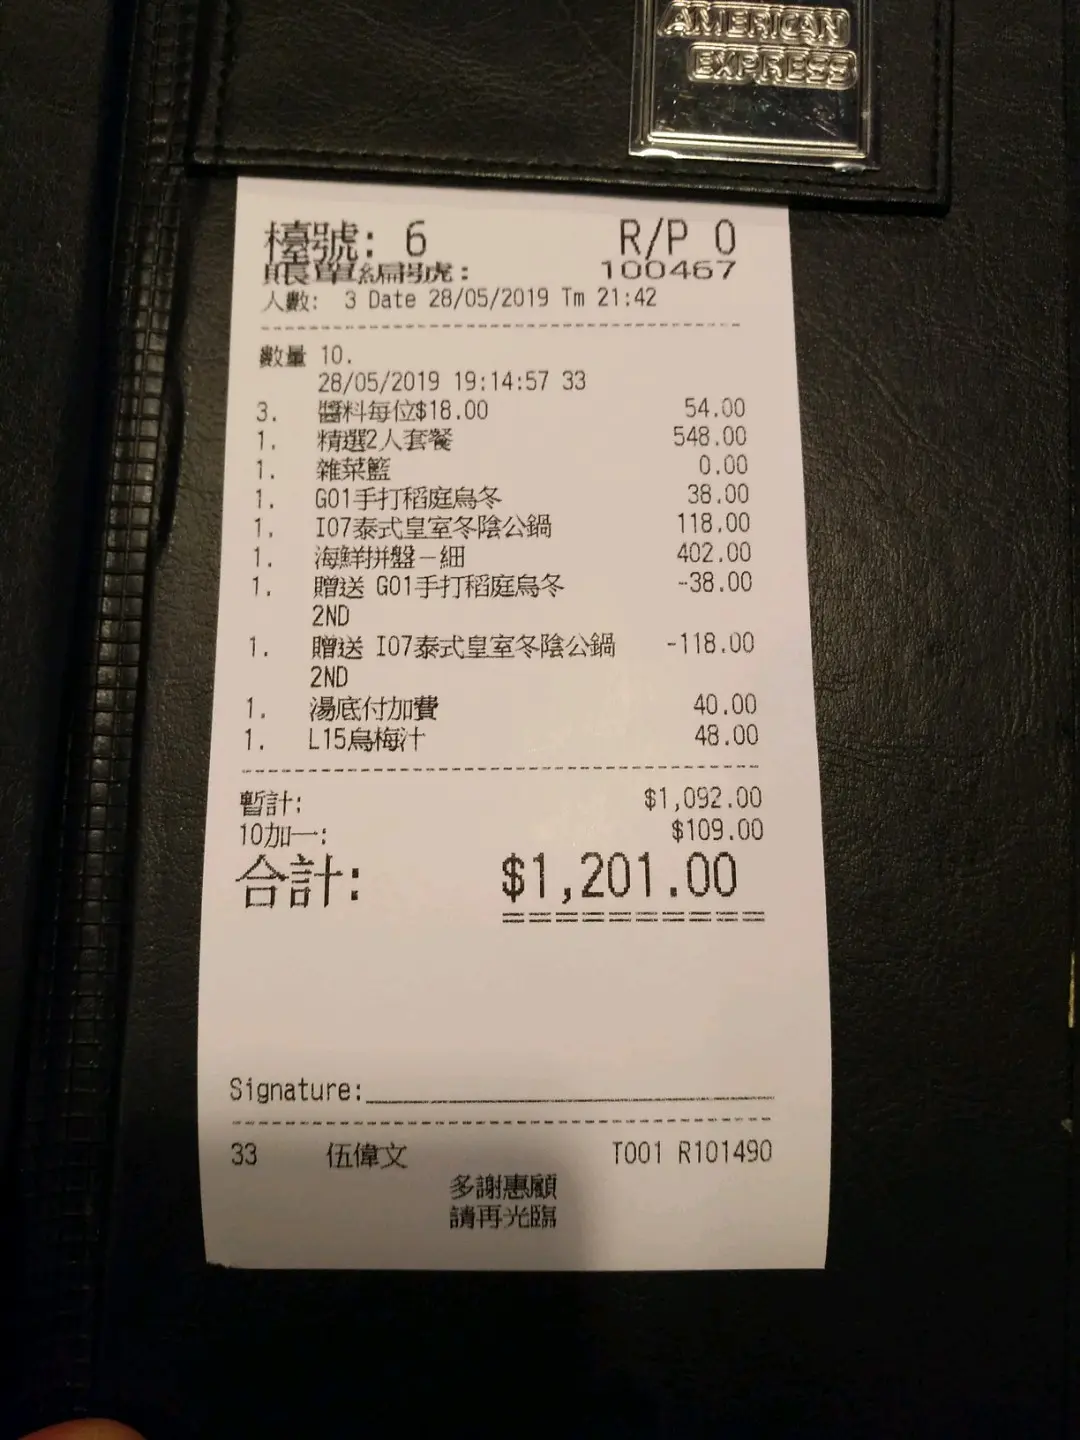 AMERICAN
EXPRESS
檯號: 6 R/P 0
賬單編號: 100467
人數: 3 Date 28/05/2019 Tm 21:42
數量 10.
28/05/2019 19:14:57 33
3. 醬料每位$18.00 54.00
1. 精選2人套餐 548.00
1. 雜菜籃 0.00
1. G01手打稻庭烏冬 38.00
1. I07泰式皇室冬陰公鍋 118.00
1. 海鮮拼盤－細 402.00
1. 贈送 G01手打稻庭烏冬 -38.00
2ND
1. 贈送 I07泰式皇室冬陰公鍋 -118.00
2ND
1. 湯底付加費 40.00
1. L15烏梅汁 48.00
暫計: $1,092.00
10加一: $109.00
合計: $1,201.00
Signature:
33 伍偉文 T001 R101490
多謝惠顧
請再光臨